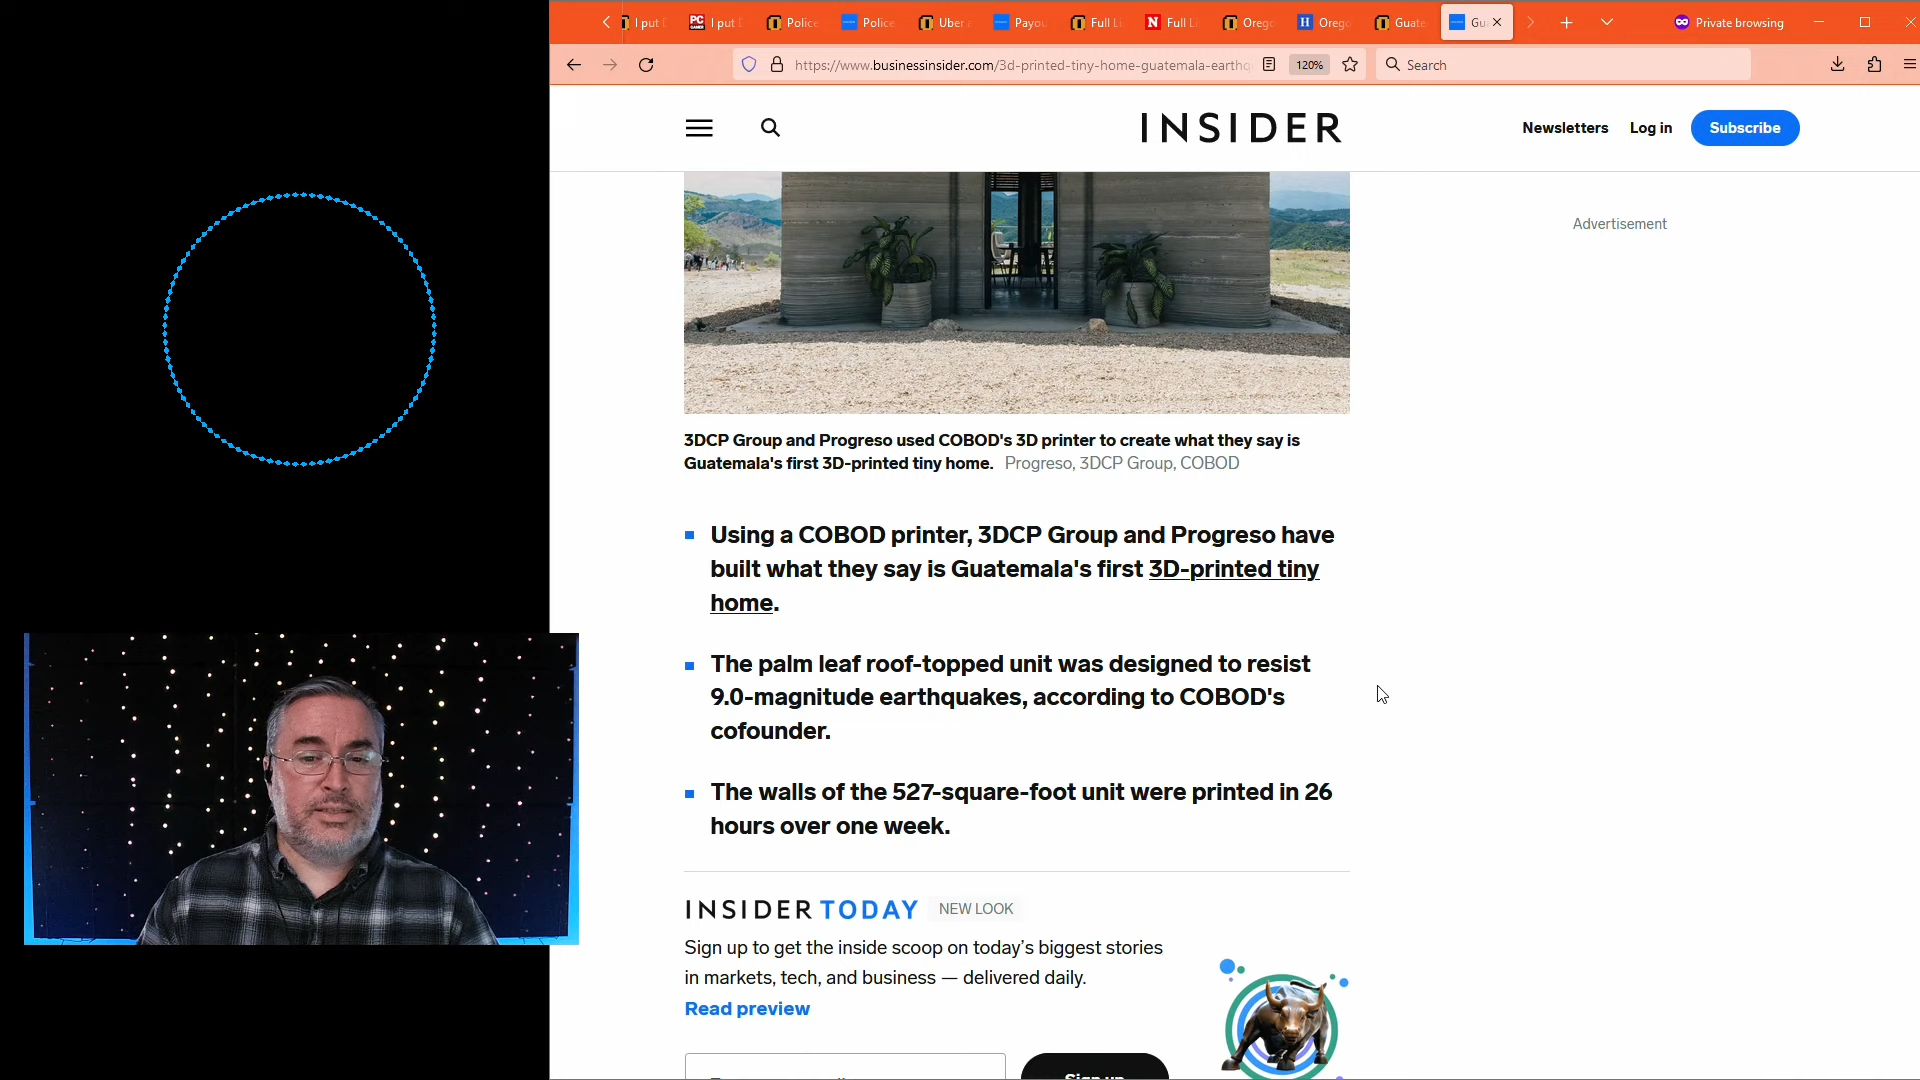 I put
PC GAMER
I put
Police
Police
Uber
Payou
Full Li
N
Full L
Oreg
H
Oreg
Guate
Gu
Private browsing
https://www.businessinsider.com/3d-printed-tiny-home-guatemala-earthq
120%
Search
INSIDER
Newsletters
Log in
Subscribe
Advertisement
3DCP Group and Progreso used COBOD's 3D printer to create what they say is
Guatemala's first 3D-printed tiny home. Progreso, 3DCP Group, COBOD
Using a COBOD printer, 3DCP Group and Progreso have
built what they say is Guatemala's first 3D-printed tiny
home.
The palm leaf roof-topped unit was designed to resist
9.0-magnitude earthquakes, according to COBOD's
cofounder.
The walls of the 527-square-foot unit were printed in 26
hours over one week.
INSIDER TODAY NEW LOOK
Sign up to get the inside scoop on today's biggest stories
in markets, tech, and business — delivered daily.
Read preview
Sign up